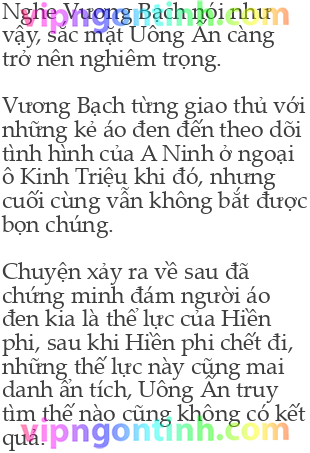 Nghe Vương Bạch nói như
vipngontinh.com
vậy, sắc mặt Uông Ấn càng
trở nên nghiêm trọng.
Vương Bạch từng giao thủ với
những kẻ áo đen đến theo dõi
tình hình của A Ninh ở ngoại
ô Kinh Triệu khi đó, nhưng
cuối cùng vẫn không bắt được
bọn chúng.
Chuyện xảy ra về sau đã
chứng minh đám người áo
đen kia là thế lực của Hiền
phi, sau khi Hiền phi chết đi,
những thế lực này cũng mai
danh ẩn tích, Uông Ấn truy
tìm thế nào cũng không có kết
quả.
vipngontinh.com